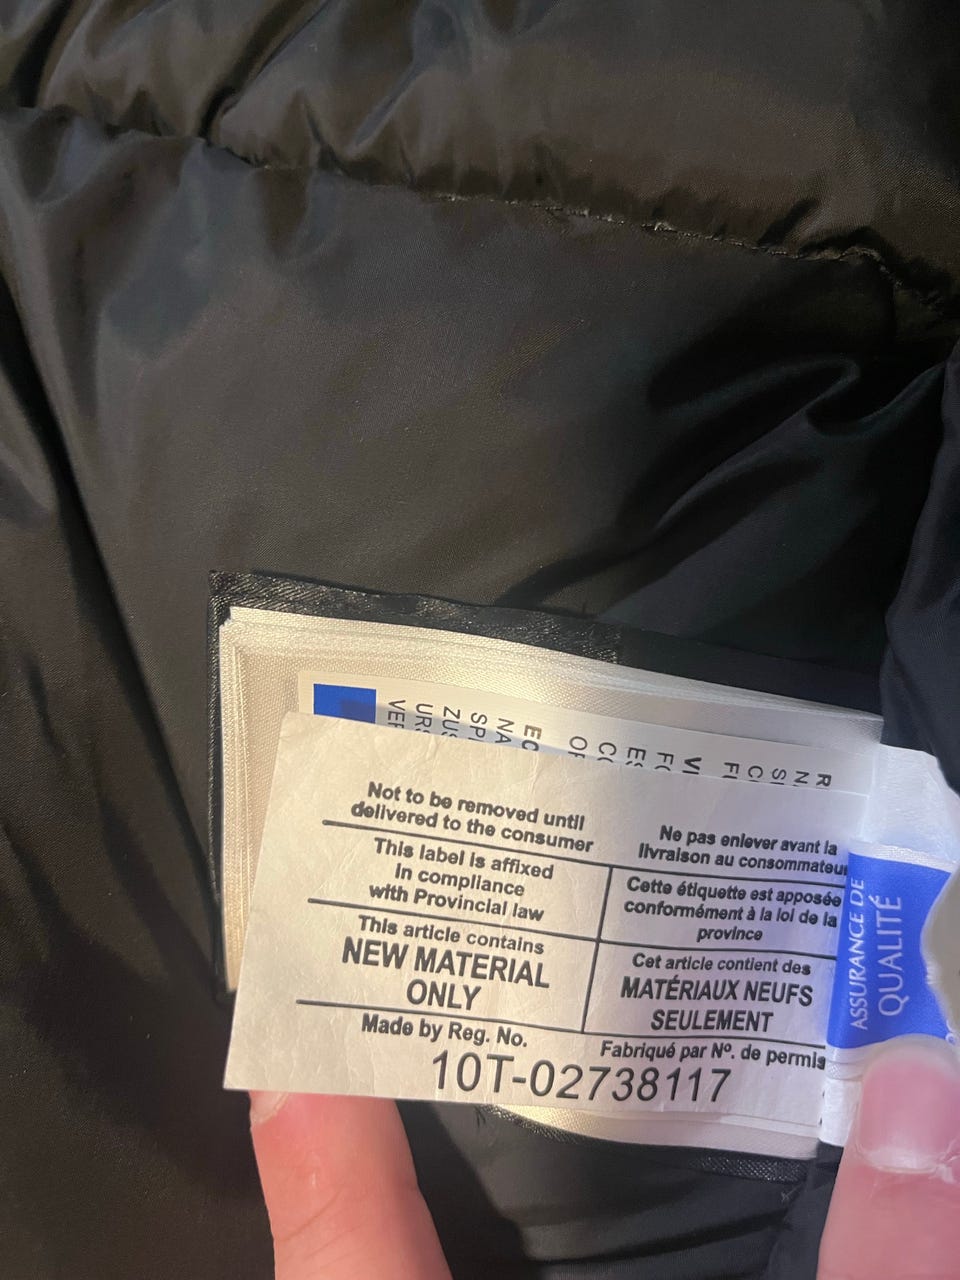 Not to be removed until
delivered to the consumer
Ne pas enlever avant la
livraison au consommateur
This label is affixed
in compliance
with Provincial law
Cette étiquette est apposée
conformément à la loi de la
province
This article contains
NEW MATERIAL
ONLY
Cet article contient des
MATÉRIAUX NEUFS
SEULEMENT
Made by Reg. No.
Fabriqué par Nº. de permis
10T-02738117
ASSURANCE DE
QUALITÉ